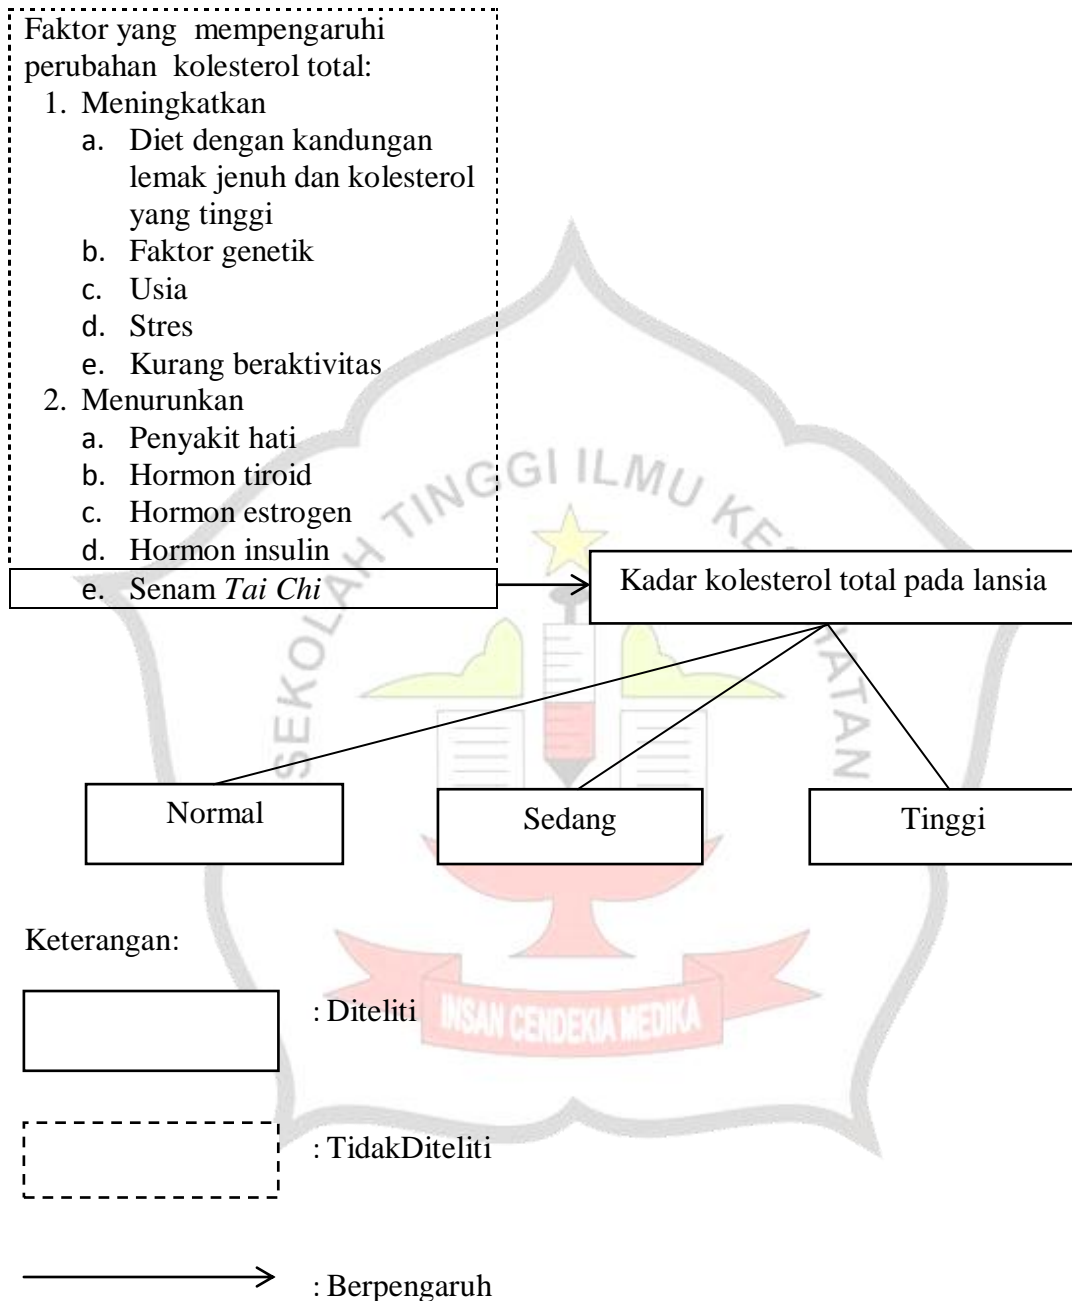 Faktor yang mempengaruhi
perubahan kolesterol total:
1. Meningkatkan
a. Diet dengan kandungan
lemak jenuh dan kolesterol
yang tinggi
b. Faktor genetik
c. Usia
d. Stres
e. Kurang beraktivitas
2. Menurunkan
a. Penyakit hati
b. Hormon tiroid
c. Hormon estrogen
d. Hormon insulin
e. Senam Tai Chi
Kadar kolesterol total pada lansia
Normal
Sedang
Tinggi
Keterangan:
: Diteliti
: TidakDiteliti
: Berpengaruh
SEKOLAH TINGGI ILMU KESEHATAN
INSAN CENDEKIA MEDIKA